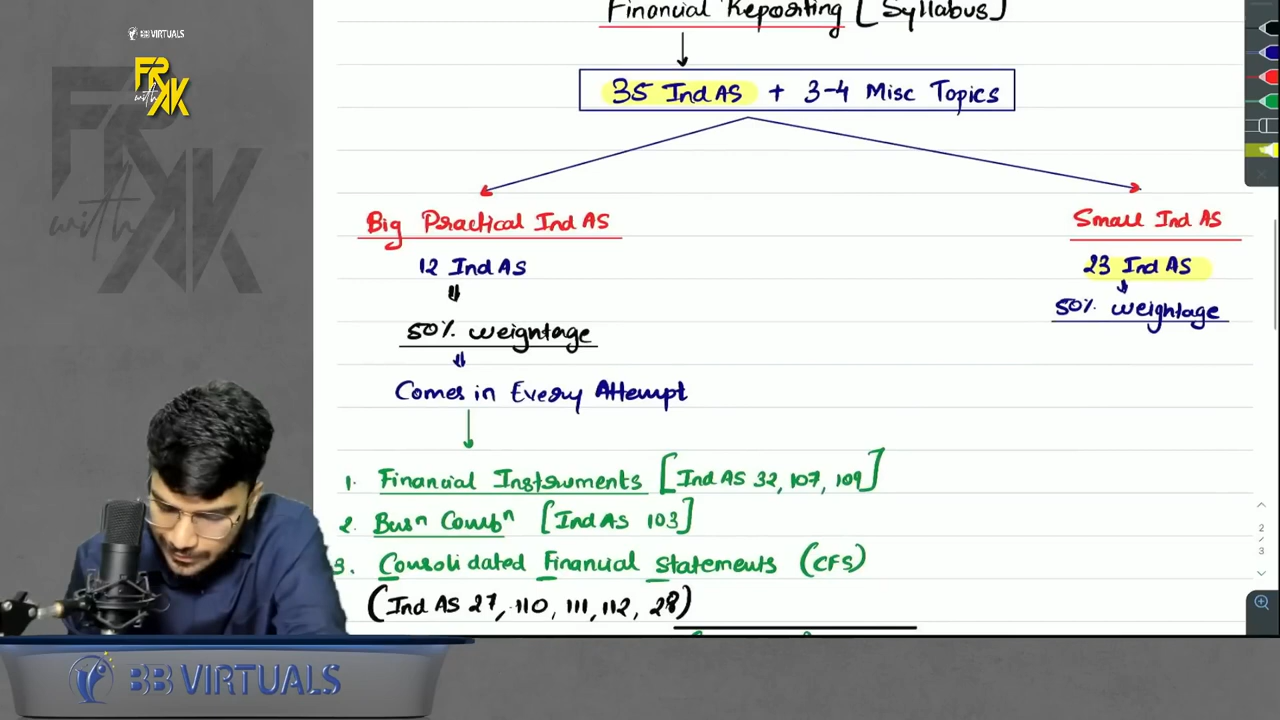 BB VIRTUALS
FR
with
KK
Financial Reporting [Syllabus]
35 Ind AS + 3-4 Misc Topics
Big Practical Ind AS
Small Ind AS
12 Ind AS
23 Ind AS
50% weightage
50% weightage
Comes in Every Attempt
1. Financial Instruments [Ind AS 32, 107, 109]
2. Busⁿ Combⁿ [Ind AS 103]
3. Consolidated Financial Statements (CFS)
(Ind AS 27, 110, 111, 112, 28)
2
/
3
BB VIRTUALS